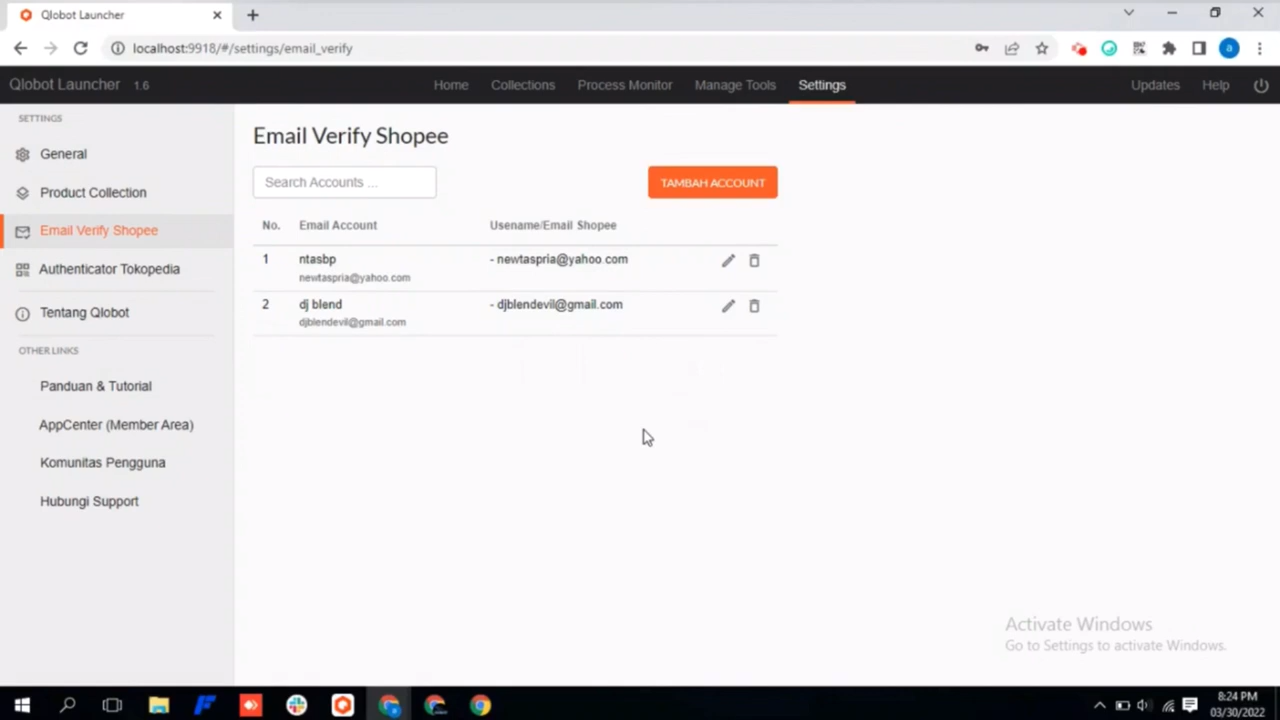 Qlobot Launcher
localhost:9918/#/settings/email_verify
Qlobot Launcher 1.6
Home Collections Process Monitor Manage Tools Settings Updates Help
SETTINGS
General
Product Collection
Email Verify Shopee
Authenticator Tokopedia
Tentang Qlobot
OTHER LINKS
Panduan & Tutorial
AppCenter (Member Area)
Komunitas Pengguna
Hubungi Support
Email Verify Shopee
Search Accounts ...
TAMBAH ACCOUNT
No. Email Account Usename/Email Shopee
1 ntasbp - newtaspria@yahoo.com
newtaspria@yahoo.com
2 dj blend - djblendevil@gmail.com
djblendevil@gmail.com
Activate Windows
Go to Settings to activate Windows.
8:24 PM
03/30/2022